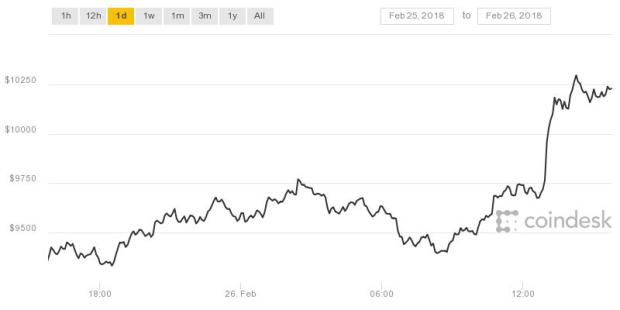 1h 12h 1d 1w 1m 3m 1y All Feb 25, 2018 to Feb 26, 2018
$10250
$10000
$9750
$9500
coindesk
18:00 26. Feb 06:00 12:00